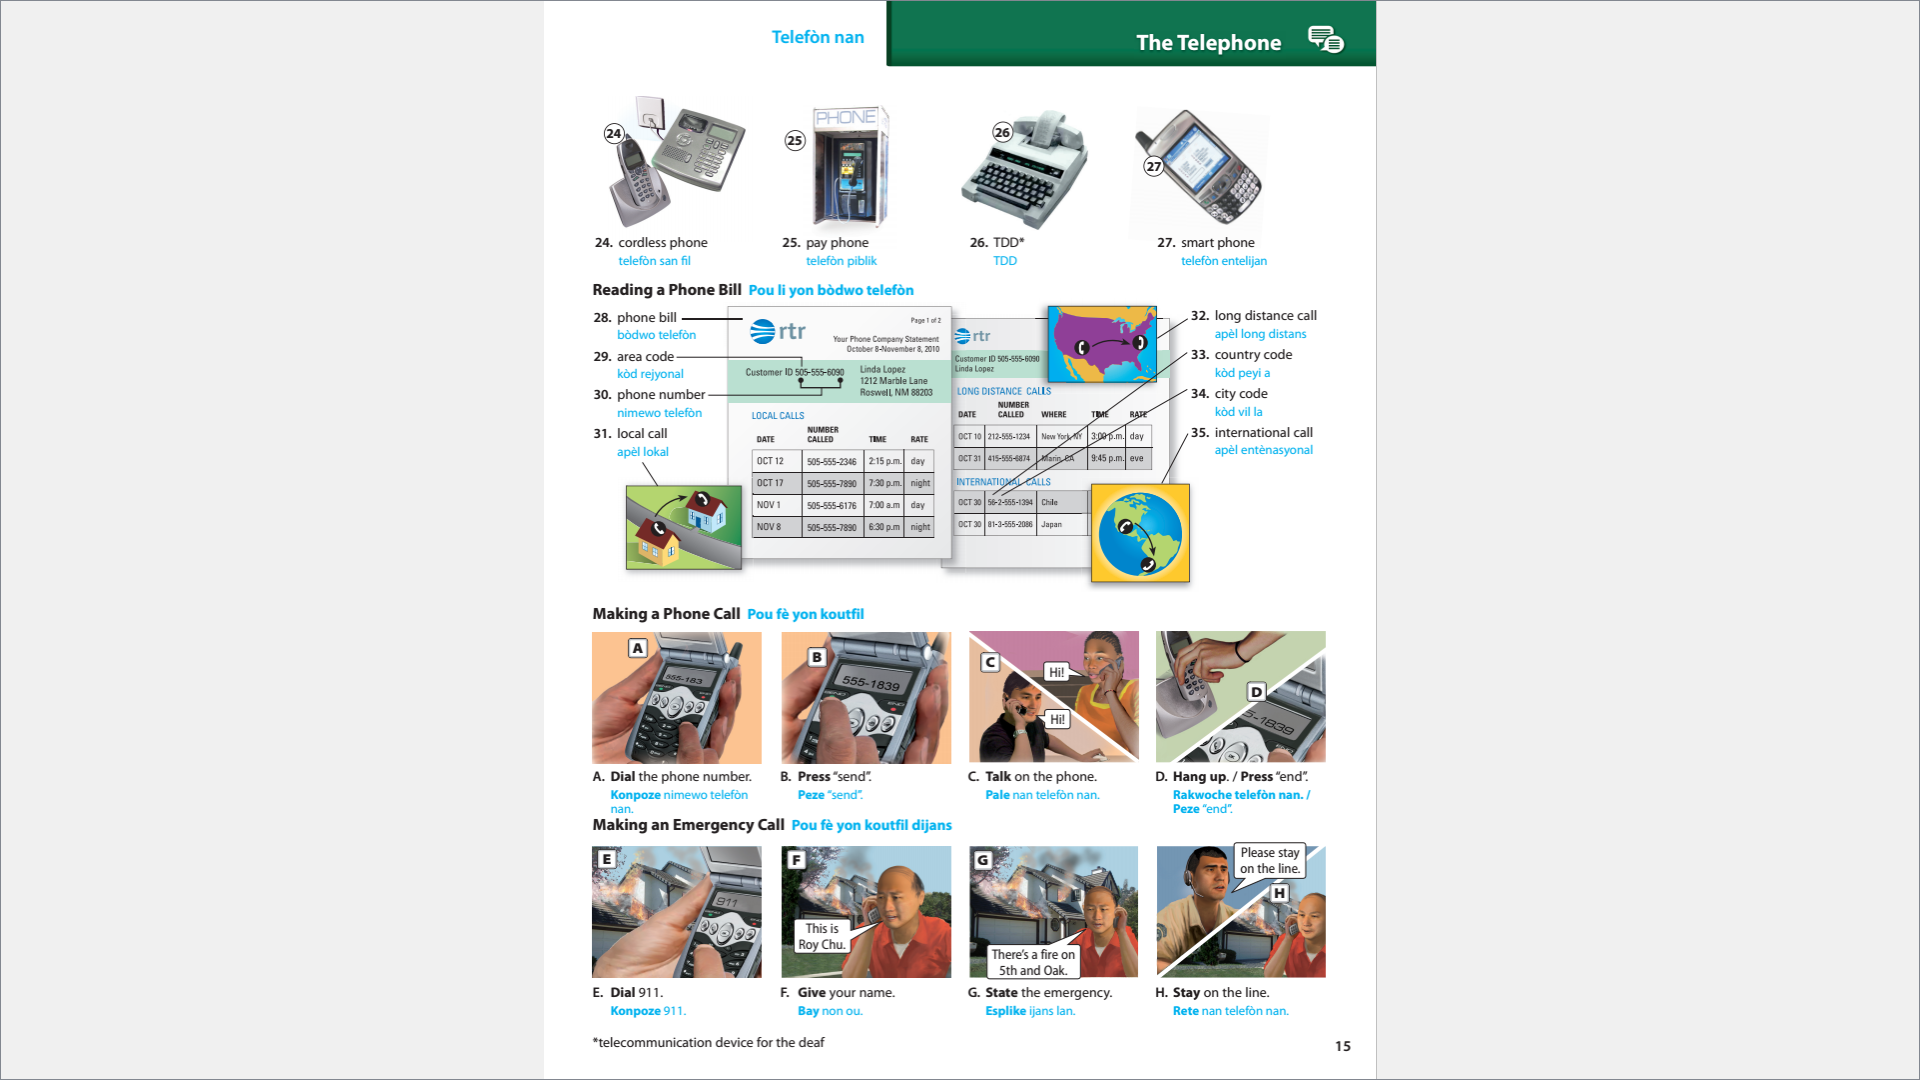 Telefòn nan
The Telephone
24
PHONE
25
26
27
24. cordless phone
telefòn san fil
25. pay phone
telefòn piblik
26. TDD*
TDD
27. smart phone
telefòn entelijan
Reading a Phone Bill Pou li yon bòdwo telefòn
28. phone bill
bòdwo telefòn
29. area code
kòd rejyonal
30. phone number
nimewo telefòn
31. local call
apèl lokal
rtr
Page 1 of 2
Your Phone Company Statement
October 8-November 8, 2010
Customer ID 505-555-6090
Linda Lopez
1212 Marble Lane
Roswell, NM 88203
LOCAL CALLS
DATE NUMBER CALLED TIME RATE
OCT 12 505-555-2346 2:15 p.m. day
OCT 17 505-555-7890 7:30 p.m. night
NOV 1 505-555-6176 7:00 a.m day
NOV 8 505-555-7890 6:30 p.m night
rtr
Customer ID 505-555-6090
Linda Lopez
LONG DISTANCE CALLS
DATE NUMBER CALLED WHERE TIME RATE
OCT 10 212-555-1234 New York, NY 3:00 p.m. day
OCT 31 415-555-6874 Marin, CA 9:45 p.m. eve
INTERNATIONAL CALLS
OCT 30 56-2-555-1394 Chile
OCT 30 81-3-555-2086 Japan
32. long distance call
apèl long distans
33. country code
kòd peyi a
34. city code
kòd vil la
35. international call
apèl entènasyonal
Making a Phone Call Pou fè yon koutfil
A
555-183
B
555-1839
C
Hi!
Hi!
D
5-1839
A. Dial the phone number.
Konpoze nimewo telefòn
nan.
B. Press “send”.
Peze “send”.
C. Talk on the phone.
Pale nan telefòn nan.
D. Hang up. / Press “end”.
Rakwoche telefòn nan. /
Peze “end”.
Making an Emergency Call Pou fè yon koutfil dijans
E
911
F
This is
Roy Chu.
G
There’s a fire on
5th and Oak.
Please stay
on the line.
H
E. Dial 911.
Konpoze 911.
F. Give your name.
Bay non ou.
G. State the emergency.
Esplike ijans lan.
H. Stay on the line.
Rete nan telefòn nan.
*telecommunication device for the deaf
15